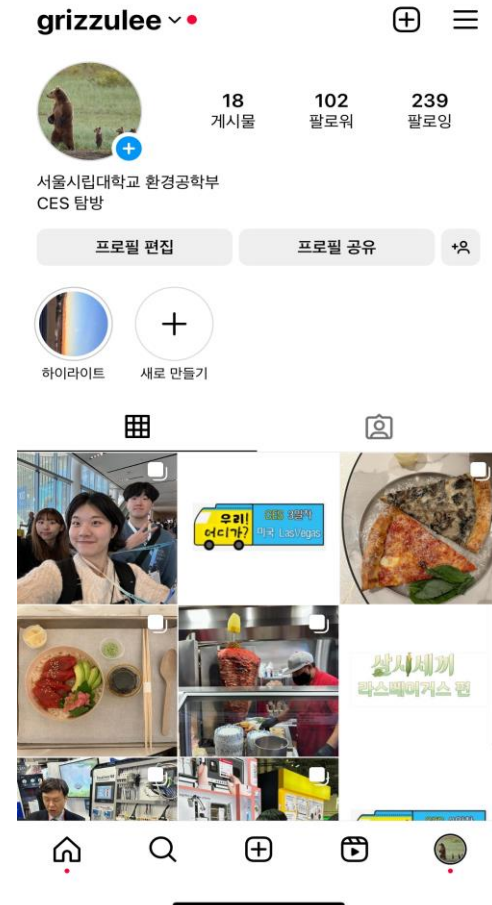 grizzulee
18
게시물
102
팔로워
239
팔로잉
서울시립대학교 환경공학부
CES 탐방
프로필 편집
프로필 공유
하이라이트
새로 만들기
우리!
어디가?
CES 3일차
미국 LasVegas
삼시세끼
라스베이거스 편